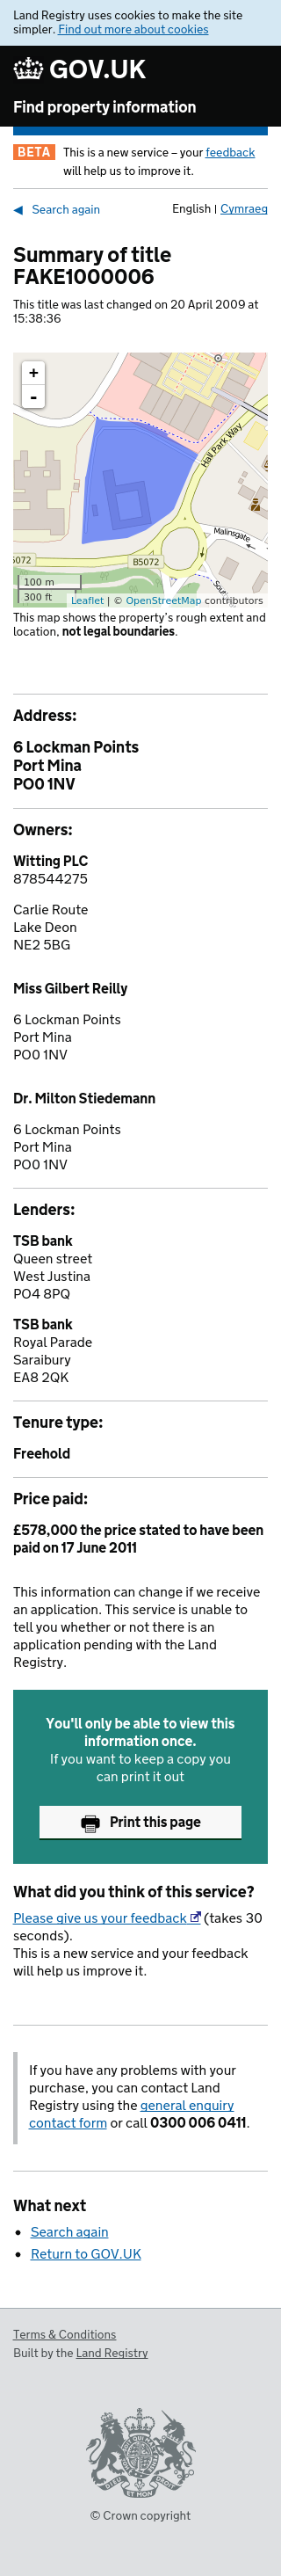 Land Registry uses cookies to make the site
simpler. Find out more about cookies
GOV.UK
Find property information
BETA This is a new service – your feedback
will help us to improve it.
◀ Search again English | Cymraeg
Summary of title
FAKE1000006
This title was last changed on 20 April 2009 at
15:38:36
+
-
Hall Park Way
Malinsgate
5072
B5072
100 m
300 ft
Leaflet | © OpenStreetMap contributors
This map shows the property's rough extent and
location, not legal boundaries.
Address:
6 Lockman Points
Port Mina
PO0 1NV
Owners:
Witting PLC
878544275
Carlie Route
Lake Deon
NE2 5BG
Miss Gilbert Reilly
6 Lockman Points
Port Mina
PO0 1NV
Dr. Milton Stiedemann
6 Lockman Points
Port Mina
PO0 1NV
Lenders:
TSB bank
Queen street
West Justina
PO4 8PQ
TSB bank
Royal Parade
Saraibury
EA8 2QK
Tenure type:
Freehold
Price paid:
£578,000 the price stated to have been
paid on 17 June 2011
This information can change if we receive
an application. This service is unable to
tell you whether or not there is an
application pending with the Land
Registry.
You'll only be able to view this
information once.
If you want to keep a copy you
can print it out
Print this page
What did you think of this service?
Please give us your feedback (takes 30
seconds).
This is a new service and your feedback
will help us improve it.
If you have any problems with your
purchase, you can contact Land
Registry using the general enquiry
contact form or call 0300 006 0411.
What next
• Search again
• Return to GOV.UK
Terms & Conditions
Built by the Land Registry
© Crown copyright